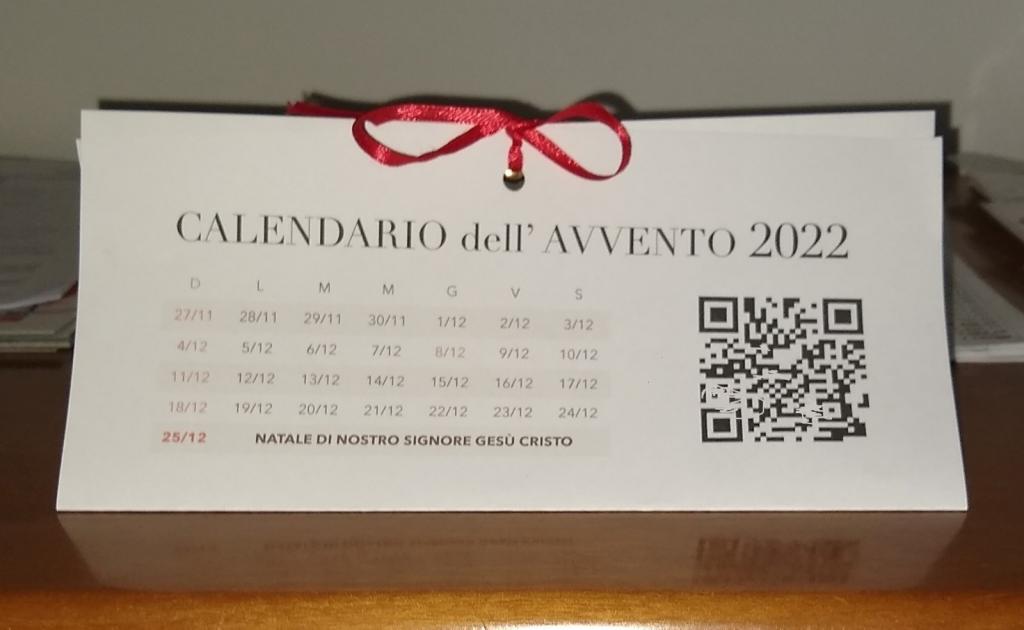 CALENDARIO dell' AVVENTO 2022
D L M M G V S
27/11 28/11 29/11 30/11 1/12 2/12 3/12
4/12 5/12 6/12 7/12 8/12 9/12 10/12
11/12 12/12 13/12 14/12 15/12 16/12 17/12
18/12 19/12 20/12 21/12 22/12 23/12 24/12
25/12 NATALE DI NOSTRO SIGNORE GESÙ CRISTO